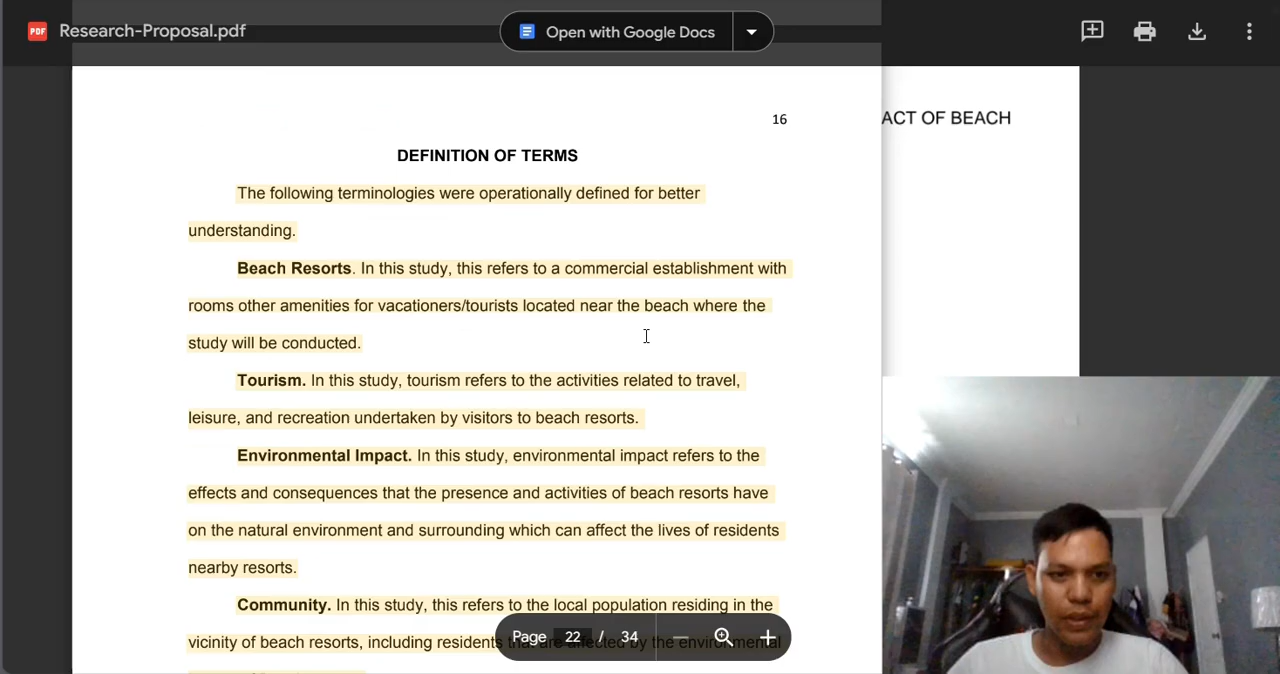 Research-Proposal.pdf
Open with Google Docs
16
ACT OF BEACH
DEFINITION OF TERMS
The following terminologies were operationally defined for better
understanding.
Beach Resorts. In this study, this refers to a commercial establishment with
rooms other amenities for vacationers/tourists located near the beach where the
study will be conducted.
Tourism. In this study, tourism refers to the activities related to travel,
leisure, and recreation undertaken by visitors to beach resorts.
Environmental Impact. In this study, environmental impact refers to the
effects and consequences that the presence and activities of beach resorts have
on the natural environment and surrounding which can affect the lives of residents
nearby resorts.
Community. In this study, this refers to the local population residing in the
vicinity of beach resorts, including residents that are affected by the environmental
Page 22 / 34